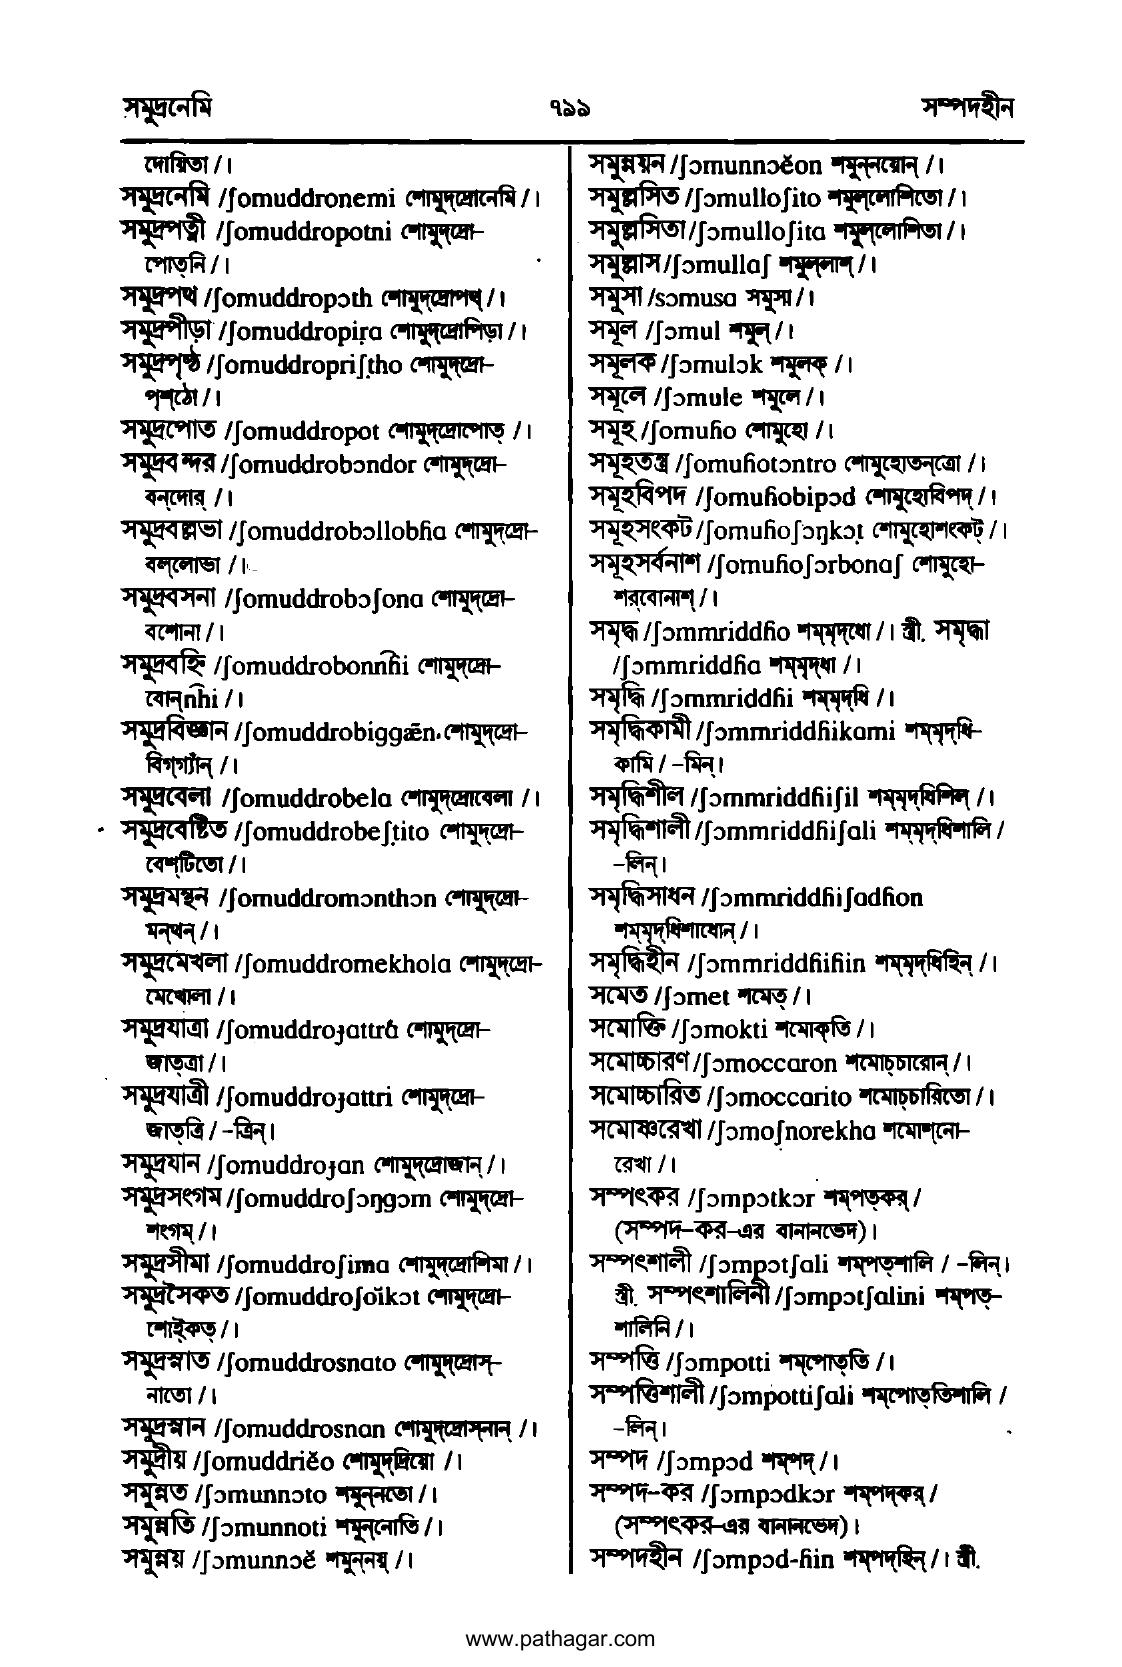 সমুদ্রনেমি ৭৯৯ সম্পদহীন
দোয়িতা /।
সমুদ্রনেমি /ʃomuddronemi শোমুদ্‌দ্রোনেমি /।
সমুদ্রপত্নী /ʃomuddropotni শোমুদ্‌দ্রো–
পোত্‌নি /।
সমুদ্রপথ /ʃomuddropɔth শোমুদ্‌দ্রোপথ্ /।
সমুদ্রপীড়া /ʃomuddropiṛa শোমুদ্‌দ্রোপিড়া /।
সমুদ্রপৃষ্ঠ /ʃomuddropriʃṭho শোমুদ্‌দ্রো–
পৃশ্‌ঠো /।
সমুদ্রপোত /ʃomuddropot শোমুদ্‌দ্রোপোত্ /।
সমুদ্রবন্দর /ʃomuddrobɔndor শোমুদ্‌দ্রো–
বন্‌দোর্ /।
সমুদ্রবল্লভা /ʃomuddrobɔllobɦa শোমুদ্‌দ্রো–
বল্‌লোভা /।
সমুদ্রবসনা /ʃomuddrobɔʃona শোমুদ্‌দ্রো–
বশোনা /।
সমুদ্রবহ্নি /ʃomuddrobonn͡ɦi শোমুদ্‌দ্রো–
বোন্n͡hi /।
সমুদ্রবিজ্ঞান /ʃomuddrobiggæ̃n শোমুদ্‌দ্রো–
বিগ্‌গ্যাঁন্ /।
সমুদ্রবেলা /ʃomuddrobela শোমুদ্‌দ্রোবেলা /।
সমুদ্রবেষ্টিত /ʃomuddrobeʃṭito শোমুদ্‌দ্রো–
বেশ্‌টিতো /।
সমুদ্রমন্থন /ʃomuddromɔnthɔn শোমুদ্‌দ্রো–
মন্‌থন্ /।
সমুদ্রমেখলা /ʃomuddromekhola শোমুদ্‌দ্রো–
মেখোলা /।
সমুদ্রযাত্রা /ʃomuddroɟattra শোমুদ্‌দ্রো–
জাত্‌ত্রা /।
সমুদ্রযাত্রী /ʃomuddroɟattri শোমুদ্‌দ্রো–
জাত্‌ত্রি / –ত্রিন্।
সমুদ্রযান /ʃomuddroɟan শোমুদ্‌দ্রোজান্ /।
সমুদ্রসংগম /ʃomuddroʃɔŋgɔm শোমুদ্‌দ্রো–
শংগম্ /।
সমুদ্রসীমা /ʃomuddroʃima শোমুদ্‌দ্রোশিমা /।
সমুদ্রসৈকত /ʃomuddroʃoĭkɔt শোমুদ্‌দ্রো–
শোই্‌কত্ /।
সমুদ্রস্নাত /ʃomuddrosnato শোমুদ্‌দ্রোস্–
নাতো /।
সমুদ্রস্নান /ʃomuddrosnan শোমুদ্‌দ্রোস্‌নান্ /।
সমুদ্রীয় /ʃomuddriĕo শোমুদ্‌দ্রিয়ো /।
সমুন্নত /ʃɔmunnɔto শমুন্‌নতো /।
সমুন্নতি /ʃɔmunnoti শমুন্‌নোতি /।
সমুন্নয় /ʃɔmunnɔĕ শমুন্‌নয়্ /।
সমুন্নয়ন /ʃɔmunnɔĕon শমুন্‌নয়োন্ /।
সমুল্লসিত /ʃɔmulloʃito শমুল্‌লোশিতো /।
সমুল্লসিতা /ʃɔmulloʃita শমুল্‌লোশিতা /।
সমুল্লাস /ʃɔmullaʃ শমুল্‌লাশ্ /।
সমুসা /sɔmusa সমুসা /।
সমূল /ʃɔmul শমুল্ /।
সমূলক /ʃɔmulɔk শমুলক্ /।
সমূলে /ʃɔmule শমুলে /।
সমূহ /ʃomuɦo শোমুহো /।
সমূহতন্ত্র /ʃomuɦotɔntro শোমুহোতন্‌ত্রো /।
সমূহবিপদ /ʃomuɦobipɔd শোমুহোবিপদ্ /।
সমূহসংকট /ʃomuɦoʃɔŋkɔṭ শোমুহোশংকট্ /।
সমূহসর্বনাশ /ʃomuɦoʃɔrbonaʃ শোমুহো–
শর্‌বোনাশ্ /।
সমৃদ্ধ /ʃɔmmriddɦo শম্‌মৃদ্‌ধো /। স্ত্রী. সমৃদ্ধা
/ʃɔmmriddɦa শম্‌মৃদ্‌ধা /।
সমৃদ্ধি /ʃɔmmriddɦi শম্‌মৃদ্‌ধি /।
সমৃদ্ধিকামী /ʃɔmmriddɦikami শম্‌মৃদ্‌ধি–
কামি / –মিন্।
সমৃদ্ধিশীল /ʃɔmmriddɦiʃil শম্‌মৃদ্‌ধিশিল্ /।
সমৃদ্ধিশালী /ʃɔmmriddɦiʃali শম্‌মৃদ্‌ধিশালি /
–লিন্।
সমৃদ্ধিসাধন /ʃɔmmriddɦiʃadɦon
শম্‌মৃদ্‌ধিশাধোন্ /।
সমৃদ্ধিহীন /ʃɔmmriddɦiɦin শম্‌মৃদ্‌ধিহিন্ /।
সমেত /ʃɔmet শমেত্ /।
সমোক্তি /ʃɔmokti শমোক্‌তি /।
সমোচ্চারণ /ʃɔmoccaron শমোচ্‌চারোন্ /।
সমোচ্চারিত /ʃɔmoccarito শমোচ্‌চারিতো /।
সমোষ্ণরেখা /ʃɔmoʃnorekha শমোশ্‌নো–
রেখা /।
সম্পৎকর /ʃɔmpɔtkɔr শম্‌পত্‌কর্ /
(সম্পদ–কর–এর বানানভেদ)।
সম্পৎশালী /ʃɔmpɔtʃali শম্‌পত্‌শালি / –লিন্।
স্ত্রী. সম্পৎশালিনী /ʃɔmpɔtʃalini শম্‌পত্–
শালিনি /।
সম্পত্তি /ʃɔmpotti শম্‌পোত্‌তি /।
সম্পত্তিশালী /ʃɔmpottiʃali শম্‌পোত্‌তিশালি /
–লিন্।
সম্পদ /ʃɔmpɔd শম্‌পদ্ /।
সম্পদ–কর /ʃɔmpɔdkɔr শম্‌পদ্‌কর্ /
(সম্পৎকর–এর বানানভেদ)।
সম্পদহীন /ʃɔmpɔd-ɦin শম্‌পদ্‌হিন্ /। স্ত্রী.
www.pathagar.com